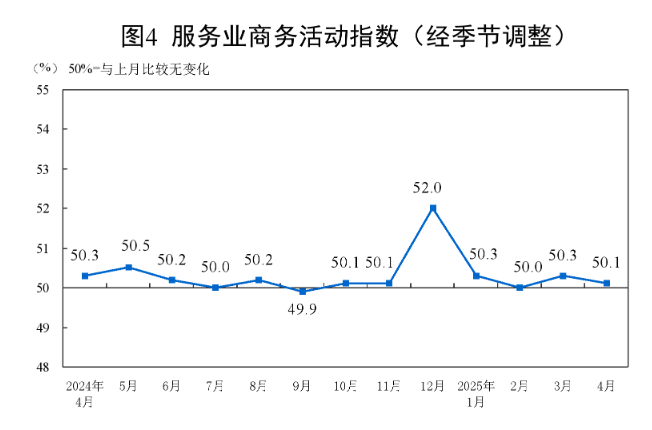 图4 服务业商务活动指数（经季节调整）
（%） 50%=与上月比较无变化
55
54
53
52
51
50
49
48
50.3
50.5
50.2
50.0
50.2
49.9
50.1
50.1
52.0
50.3
50.0
50.3
50.1
2024年
4月
5月
6月
7月
8月
9月
10月
11月
12月
2025年
1月
2月
3月
4月